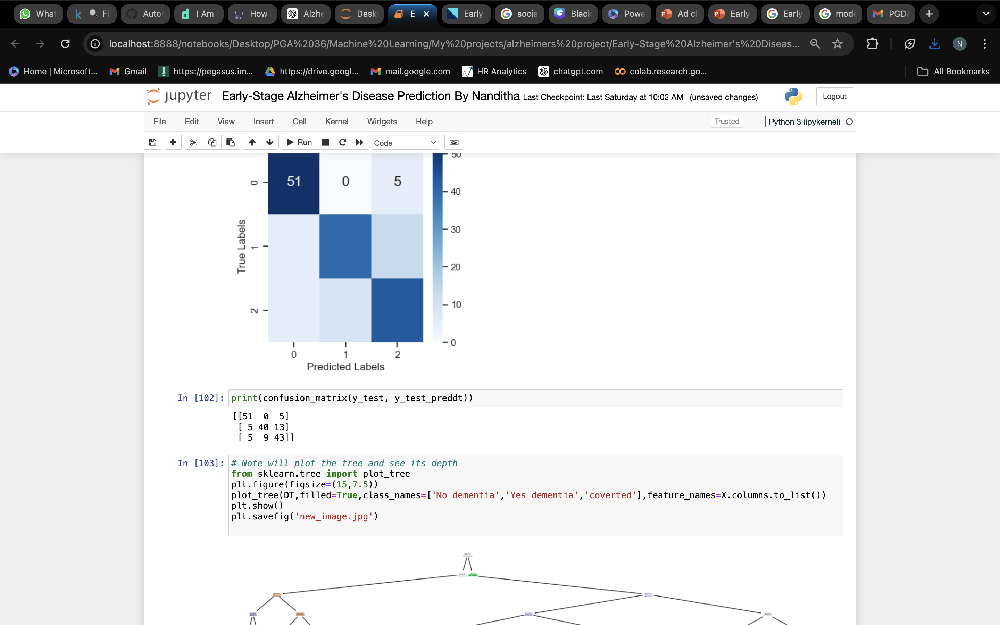 What
Fil
Autor
I Am
How
Alzhe
Desk
E
Early
socia
Black
Powe
Ad cl
Early
Early
mode
PGDA
localhost:8888/notebooks/Desktop/PGA%2036/Machine%20Learning/My%20projects/alzheimers%20project/Early-Stage%20Alzheimer's%20Diseas...
N
Home | Microsoft...
Gmail
https://pegasus.im...
https://drive.googl...
mail.google.com
HR Analytics
chatgpt.com
colab.research.go...
All Bookmarks
jupyter Early-Stage Alzheimer's Disease Prediction By Nanditha Last Checkpoint: Last Saturday at 10:02 AM (unsaved changes)
Logout
File Edit View Insert Cell Kernel Widgets Help
Trusted
Python 3 (ipykernel)
Run
Code
50
51 0 5
0
40
30
True Labels
1
20
10
2
0
0 1 2
Predicted Labels
In [102]: print(confusion_matrix(y_test, y_test_preddt))
[[51 0 5]
[ 5 40 13]
[ 5 9 43]]
In [103]: # Note will plot the tree and see its depth
from sklearn.tree import plot_tree
plt.figure(figsize=(15,7.5))
plot_tree(DT,filled=True,class_names=['No dementia','Yes dementia','coverted'],feature_names=X.columns.to_list())
plt.show()
plt.savefig('new_image.jpg')